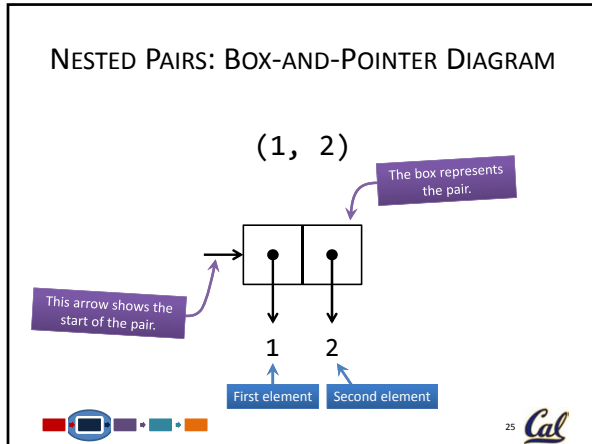 NESTED PAIRS: BOX-AND-POINTER DIAGRAM
(1, 2)
The box represents
the pair.
This arrow shows the
start of the pair.
1 2
First element Second element
25 Cal